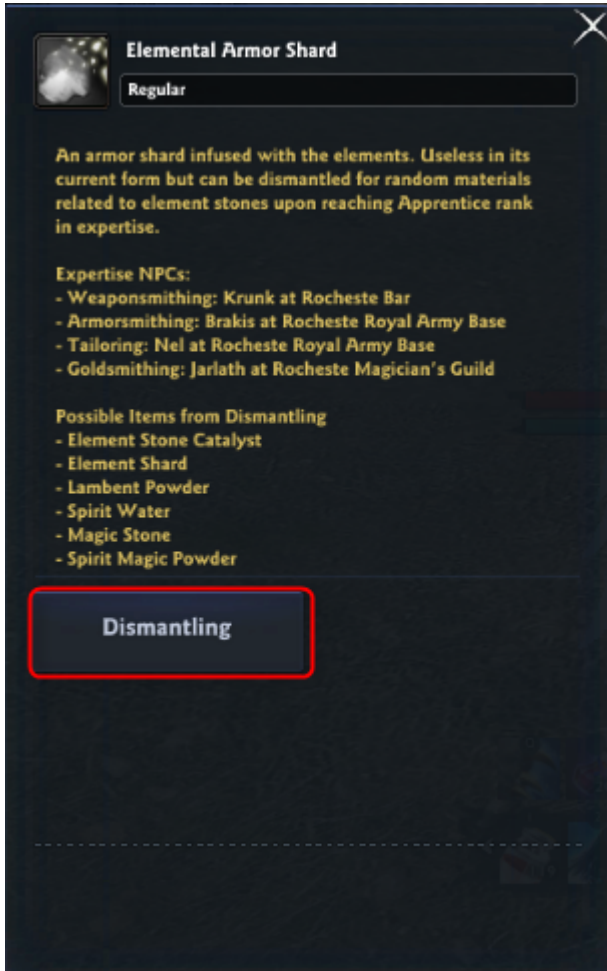 Elemental Armor Shard
Regular
An armor shard infused with the elements. Useless in its
current form but can be dismantled for random materials
related to element stones upon reaching Apprentice rank
in expertise.
Expertise NPCs:
- Weaponsmithing: Krunk at Rocheste Bar
- Armorsmithing: Brakis at Rocheste Royal Army Base
- Tailoring: Nel at Rocheste Royal Army Base
- Goldsmithing: Jarlath at Rocheste Magician's Guild
Possible Items from Dismantling
- Element Stone Catalyst
- Element Shard
- Lambent Powder
- Spirit Water
- Magic Stone
- Spirit Magic Powder
Dismantling